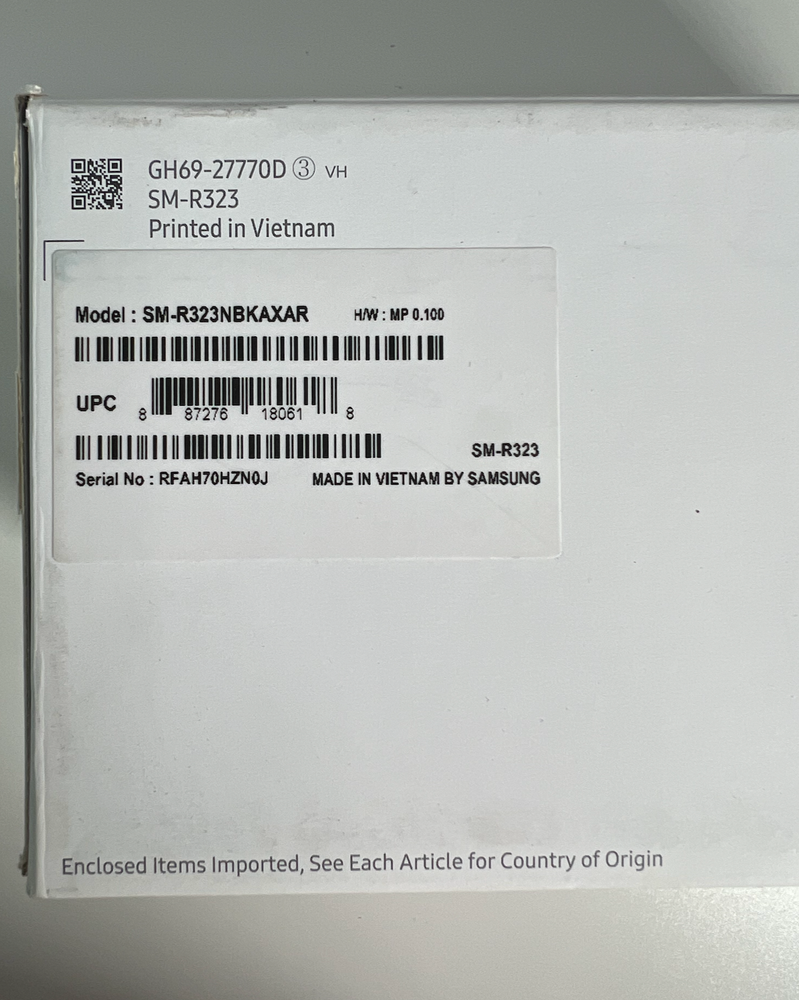 GH69-27770D ③ VH
SM-R323
Printed in Vietnam
Model : SM-R323NBKAXAR H/W : MP 0.100
UPC 8 87276 18061 8
SM-R323
Serial No : RFAH70HZN0J MADE IN VIETNAM BY SAMSUNG
Enclosed Items Imported, See Each Article for Country of Origin